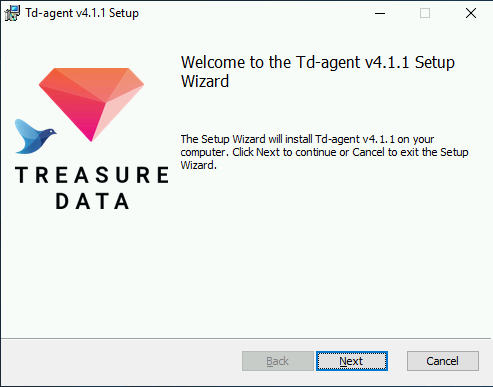 Td-agent v4.1.1 Setup
Welcome to the Td-agent v4.1.1 Setup
Wizard
The Setup Wizard will install Td-agent v4.1.1 on your
computer. Click Next to continue or Cancel to exit the Setup
Wizard.
TREASURE
DATA
Back
Next
Cancel